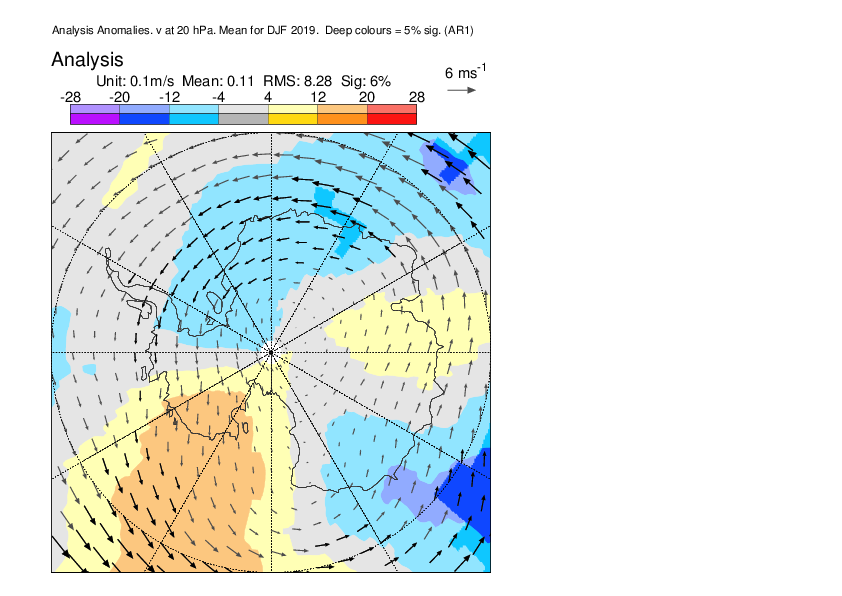 Analysis Anomalies. v at 20 hPa. Mean for DJF 2019.  Deep colours = 5% sig. (AR1)
Analysis
6 ms-1
Unit: 0.1m/s  Mean: 0.11  RMS: 8.28  Sig: 6%
-28 -20 -12 -4 4 12 20 28